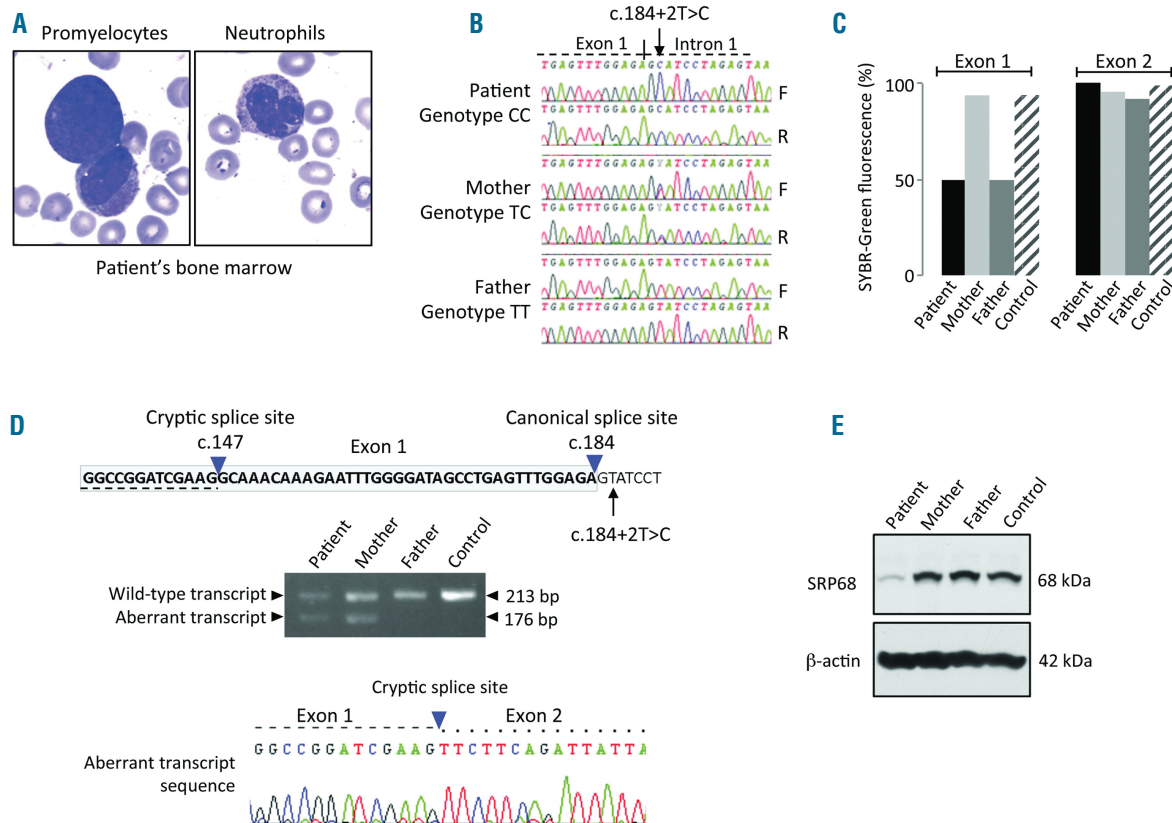 A
Promyelocytes
Neutrophils
Patient's bone marrow
B
c.184+2T>C
Exon 1
Intron 1
TGAGTTTGGAGAGCATCCTAGAGTAA
Patient
Genotype CC
F
TGAGTTTGGAGAGCATCCTAGAGTAA
R
TGAGTTTGGAGAGYATCCTAGAGTAA
Mother
Genotype TC
F
TGAGTTTGGAGAGYATCCTAGAGTAA
R
TGAGTTTGGAGAGTATCCTAGAGTAA
Father
Genotype TT
F
TGAGTTTGGAGAGTATCCTAGAGTAA
R
C
SYBR-Green fluorescence (%)
100
50
0
Exon 1
Exon 2
Patient
Mother
Father
Control
Patient
Mother
Father
Control
D
Cryptic splice site
c.147
Exon 1
Canonical splice site
c.184
GGCCGGATCGAAGGCAAACAAAGAATTTGGGGATAGCCTGAGTTTGGAGAGTATCCT
c.184+2T>C
Patient
Mother
Father
Control
Wild-type transcript
213 bp
Aberrant transcript
176 bp
Cryptic splice site
Exon 1
Exon 2
GGCCGGATCGAAGTTCTTCAGATTATTA
Aberrant transcript
sequence
E
Patient
Mother
Father
Control
SRP68
68 kDa
β-actin
42 kDa